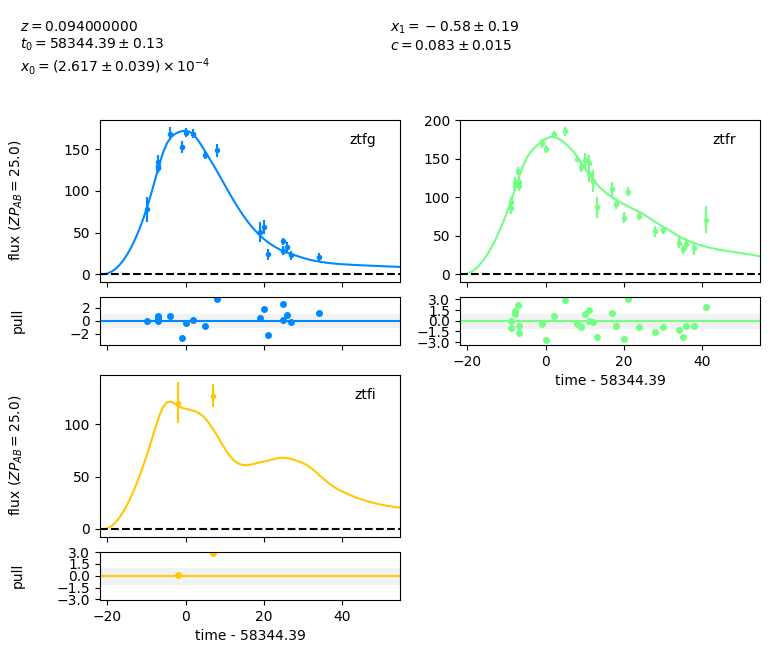 z = 0.094000000
t₀ = 58344.39 ± 0.13
x₀ = (2.617 ± 0.039) × 10⁻⁴
x₁ = −0.58 ± 0.19
c = 0.083 ± 0.015
ztfg
flux (ZP_AB = 25.0)
150
100
50
0
ztfr
200
150
100
50
0
pull
2
0
−2
3.0
1.5
0.0
−1.5
−3.0
−20 0 20 40
time - 58344.39
ztfi
flux (ZP_AB = 25.0)
100
50
0
pull
3.0
1.5
0.0
−1.5
−3.0
−20 0 20 40
time - 58344.39